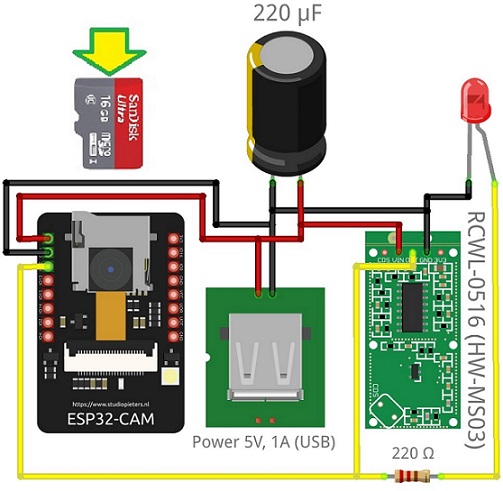 220 µF
SanDisk
Ultra
16 GB
micro
RCWL-0516 (HW-MS03)
CDS VIN OUT GND 3V3
CDS
https://www.studiopieters.nl
ESP32-CAM
Power 5V, 1A (USB)
220 Ω